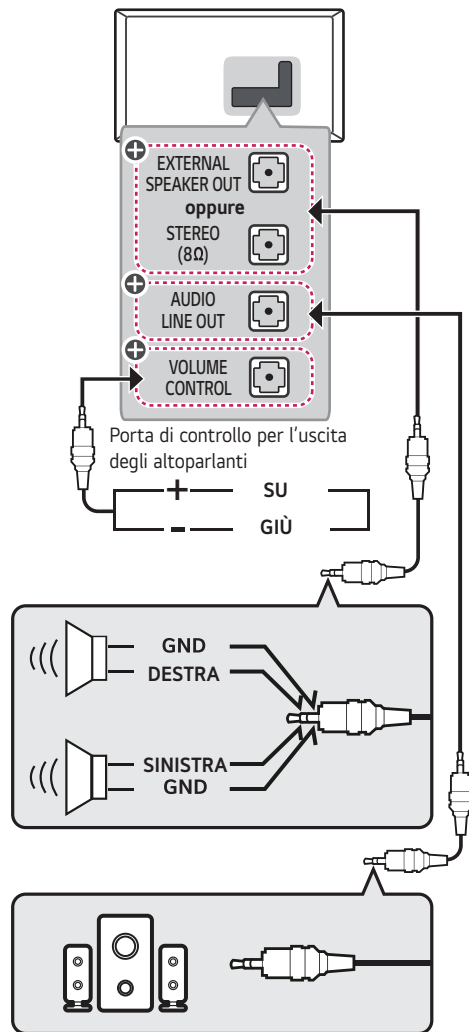 EXTERNAL
SPEAKER OUT
oppure
STEREO
(8Ω)
AUDIO
LINE OUT
VOLUME
CONTROL
Porta di controllo per l'uscita
degli altoparlanti
+ SU
- GIÙ
GND
DESTRA
SINISTRA
GND